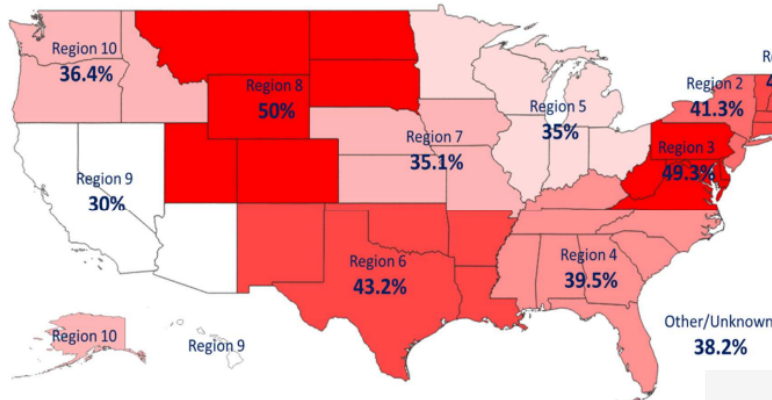 Region 10
36.4%
Region 8
50%
Region 9
30%
Region 7
35.1%
Region 5
35%
Region 2
41.3%
Region 3
49.3%
Region 6
43.2%
Region 4
39.5%
Region 10
Region 9
Other/Unknown
38.2%